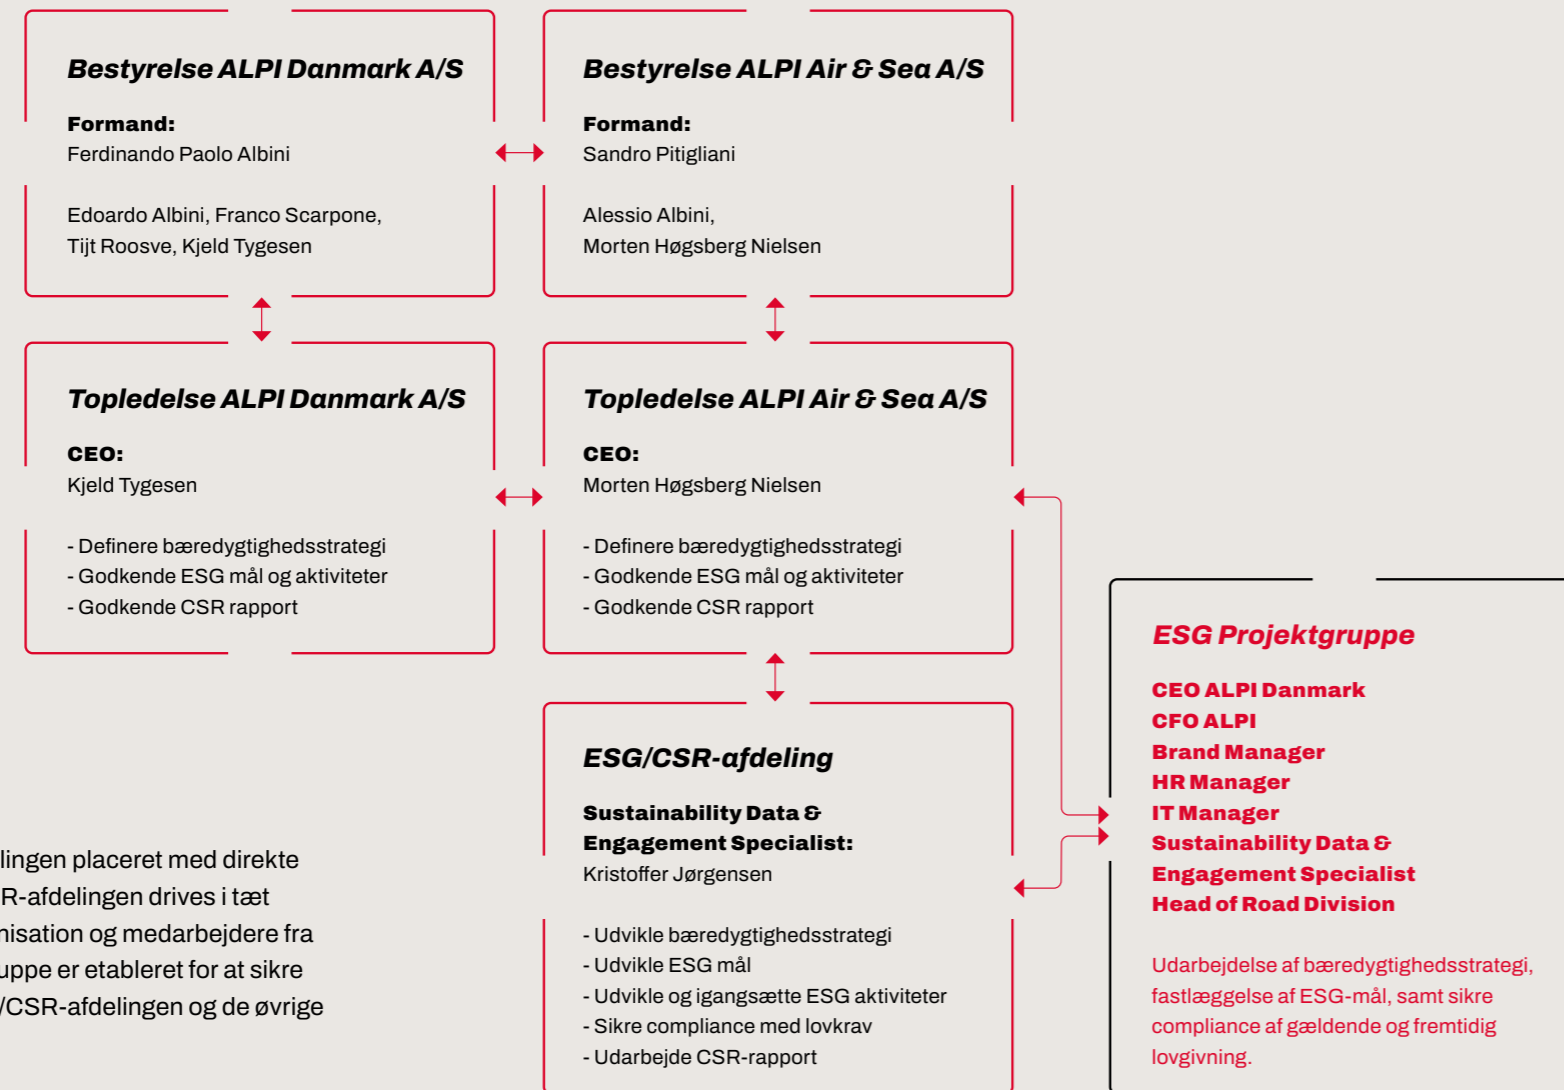 Bestyrelse ALPI Danmark A/S
Formand:
Ferdinando Paolo Albini
Edoardo Albini, Franco Scarpone,
Tijt Roosve, Kjeld Tygesen
Bestyrelse ALPI Air & Sea A/S
Formand:
Sandro Pitigliani
Alessio Albini,
Morten Høgsberg Nielsen
Topledelse ALPI Danmark A/S
CEO:
Kjeld Tygesen
- Definere bæredygtighedsstrategi
- Godkende ESG mål og aktiviteter
- Godkende CSR rapport
Topledelse ALPI Air & Sea A/S
CEO:
Morten Høgsberg Nielsen
- Definere bæredygtighedsstrategi
- Godkende ESG mål og aktiviteter
- Godkende CSR rapport
ESG/CSR-afdeling
Sustainability Data &
Engagement Specialist:
Kristoffer Jørgensen
- Udvikle bæredygtighedsstrategi
- Udvikle ESG mål
- Udvikle og igangsætte ESG aktiviteter
- Sikre compliance med lovkrav
- Udarbejde CSR-rapport
ESG Projektgruppe
CEO ALPI Danmark
CFO ALPI
Brand Manager
HR Manager
IT Manager
Sustainability Data &
Engagement Specialist
Head of Road Division
Udarbejdelse af bæredygtighedsstrategi,
fastlæggelse af ESG-mål, samt sikre
compliance af gældende og fremtidig
lovgivning.
lingen placeret med direkte
R-afdelingen drives i tæt
nisation og medarbejdere fra
uppe er etableret for at sikre
/CSR-afdelingen og de øvrige